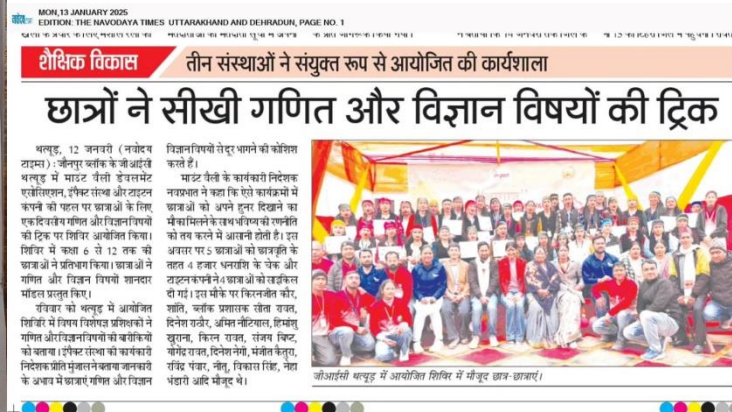 MON,13 JANUARY 2025
EDITION: THE NAVODAYA TIMES UTTARAKHAND AND DEHRADUN, PAGE NO. 1
शैक्षिक विकास
तीन संस्थाओं ने संयुक्त रूप से आयोजित की कार्यशाला
छात्रों ने सीखी गणित और विज्ञान विषयों की ट्रिक
थत्यूड़, 12 जनवरी (नवोदय
टाइम्स) : जौनपुर ब्लॉक के जीआईसी
थत्यूड़ में माउंट वैली डेवलमेंट
एसोसिएशन, इंपैक्ट संस्था और टाइटन
कंपनी की पहल पर छात्राओं के लिए
एक दिवसीय गणित और विज्ञान विषयों
की ट्रिक पर शिविर आयोजित किया।
शिविर में कक्षा 6 से 12 तक की
छात्राओं ने प्रतिभाग किया। छात्राओं ने
गणित और विज्ञान विषयों शानदार
मॉडल प्रस्तुत किए।
रविवार को थत्यूड़ में आयोजित
शिविरि में विषय विशेषज्ञ प्रशिक्षकों ने
गणित और विज्ञान विषयों की बारीकियों
को बताया। इंपैक्ट संस्था की कार्यकारी
निदेशक प्रीति मुंजाल ने बताया जानकारी
के अभाव में छात्राएं गणित और विज्ञान
विज्ञान विषयों से दूर भागने की कोशिश
करते हैं।
माउंट वैली के कार्यकारी निदेशक
नवप्रभात ने कहा कि ऐसे कार्यक्रमों में
छात्राओं को अपने हुनर दिखाने का
मौका मिलने के साथ भविष्य की रणनीति
को तय करने में आसानी होती है। इस
अवसर पर 5 छात्राओं को छात्रवृति के
तहत 4 हजार धनराशि के चेक और
टाइटन कंपनी ने 4 छात्राओं को साइकिल
दी गई। इस मौके पर किरनजीत कौर,
शांति, ब्लॉक प्रशासक सीता रावत,
दिनेश राठौर, अमित नौटियाल, हिमांशु
खुराना, किरन रावत, संजय बिष्ट,
योगेंद्र रावत, दिनेश नेगी, मंजीत कैंतुरा,
रविंद्र पंवार, नीतू, विकास सिंह, नेहा
भंडारी आदि मौजूद थे।
जीआईसी थत्यूड़ में आयोजित शिविर में मौजूद छात्र-छात्राएं।